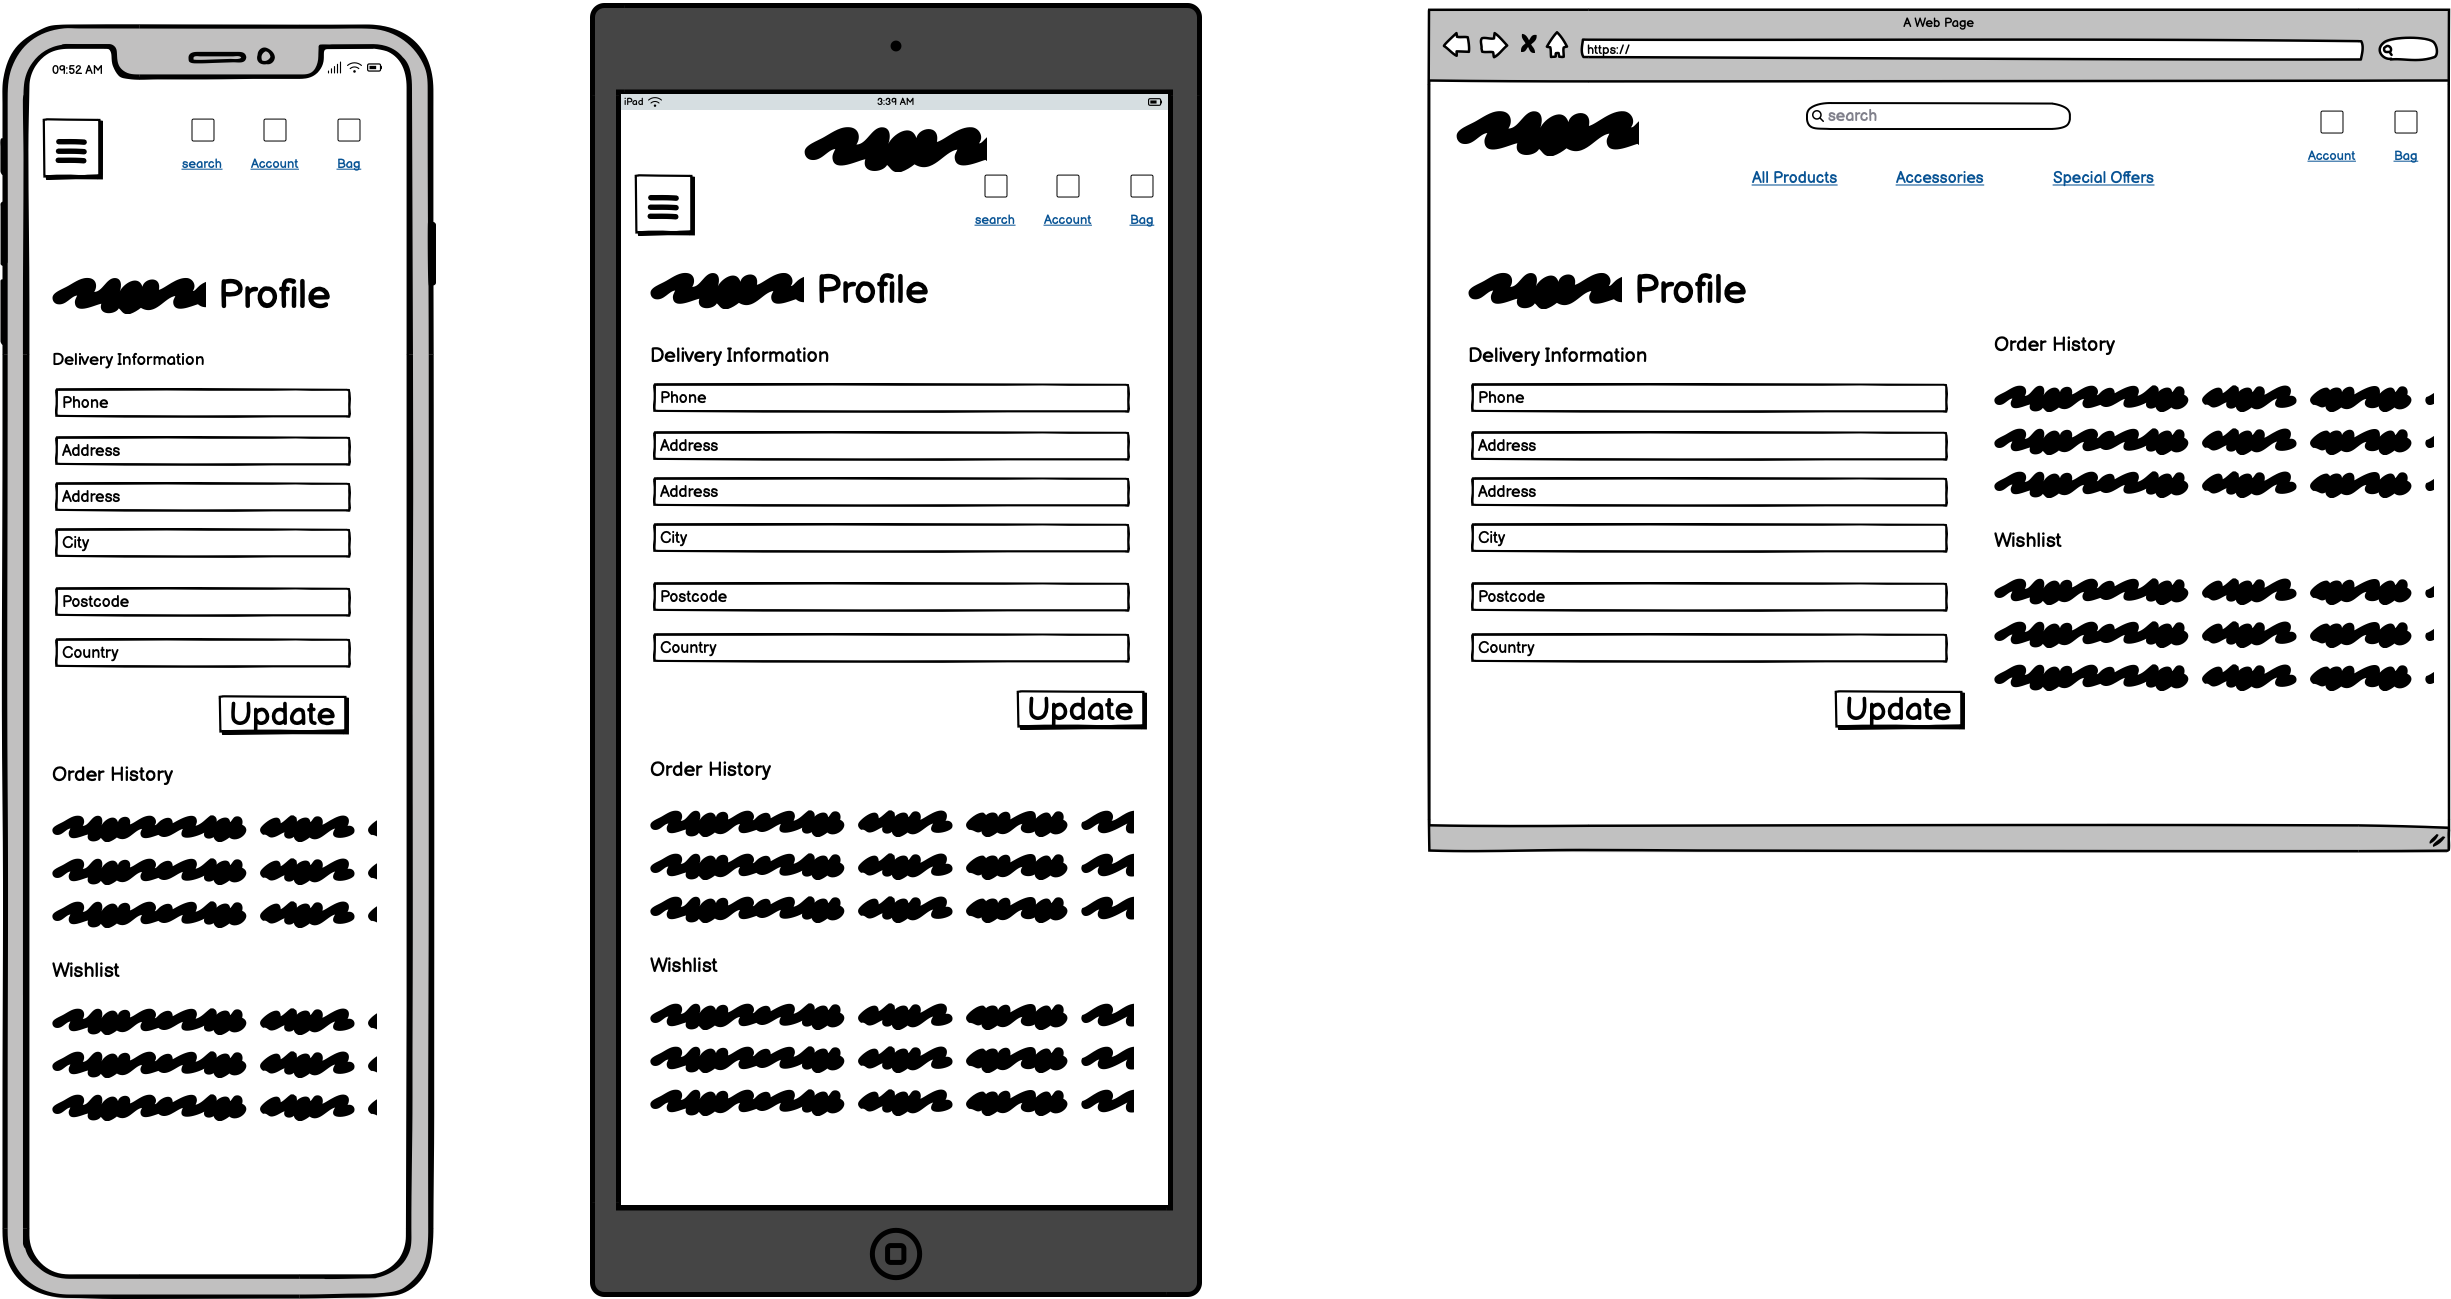 09:52 AM
search Account Bag
Profile
Delivery Information
Phone
Address
Address
City
Postcode
Country
Update
Order History
Wishlist
iPad 3:39 AM
search Account Bag
Profile
Delivery Information
Phone
Address
Address
City
Postcode
Country
Update
Order History
Wishlist
A Web Page
https://
search
Account Bag
All Products Accessories Special Offers
Profile
Delivery Information
Phone
Address
Address
City
Postcode
Country
Update
Order History
Wishlist